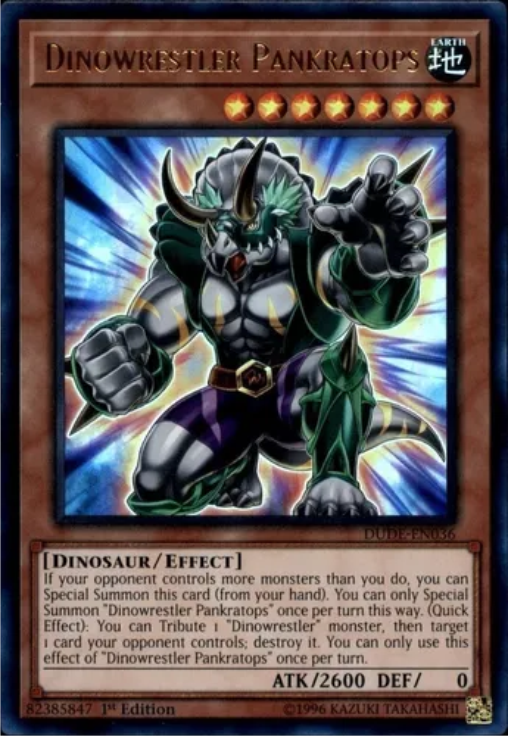 DINOWRESTLER PANKRATOPS
EARTH
地
DUDE-EN036
[DINOSAUR/EFFECT]
If your opponent controls more monsters than you do, you can
Special Summon this card (from your hand). You can only Special
Summon "Dinowrestler Pankratops" once per turn this way. (Quick
Effect): You can Tribute 1 "Dinowrestler" monster, then target
1 card your opponent controls; destroy it. You can only use this
effect of "Dinowrestler Pankratops" once per turn.
ATK/2600 DEF/ 0
82385847 1st Edition ©1996 KAZUKI TAKAHASHI